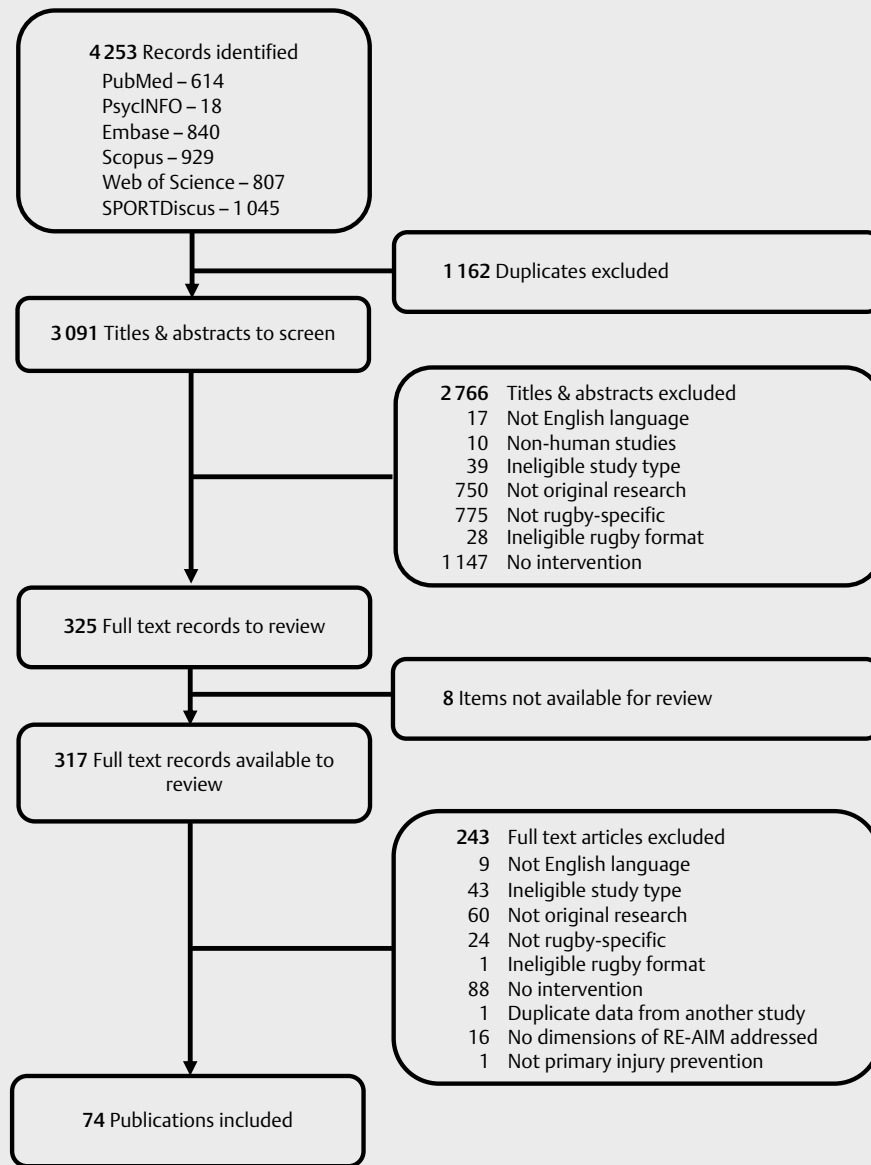 4 253 Records identified
PubMed – 614
PsycINFO – 18
Embase – 840
Scopus – 929
Web of Science – 807
SPORTDiscus – 1 045
1 162 Duplicates excluded
3 091 Titles & abstracts to screen
2 766 Titles & abstracts excluded
17 Not English language
10 Non-human studies
39 Ineligible study type
750 Not original research
775 Not rugby-specific
28 Ineligible rugby format
1 147 No intervention
325 Full text records to review
8 Items not available for review
317 Full text records available to
review
243 Full text articles excluded
9 Not English language
43 Ineligible study type
60 Not original research
24 Not rugby-specific
1 Ineligible rugby format
88 No intervention
1 Duplicate data from another study
16 No dimensions of RE-AIM addressed
1 Not primary injury prevention
74 Publications included